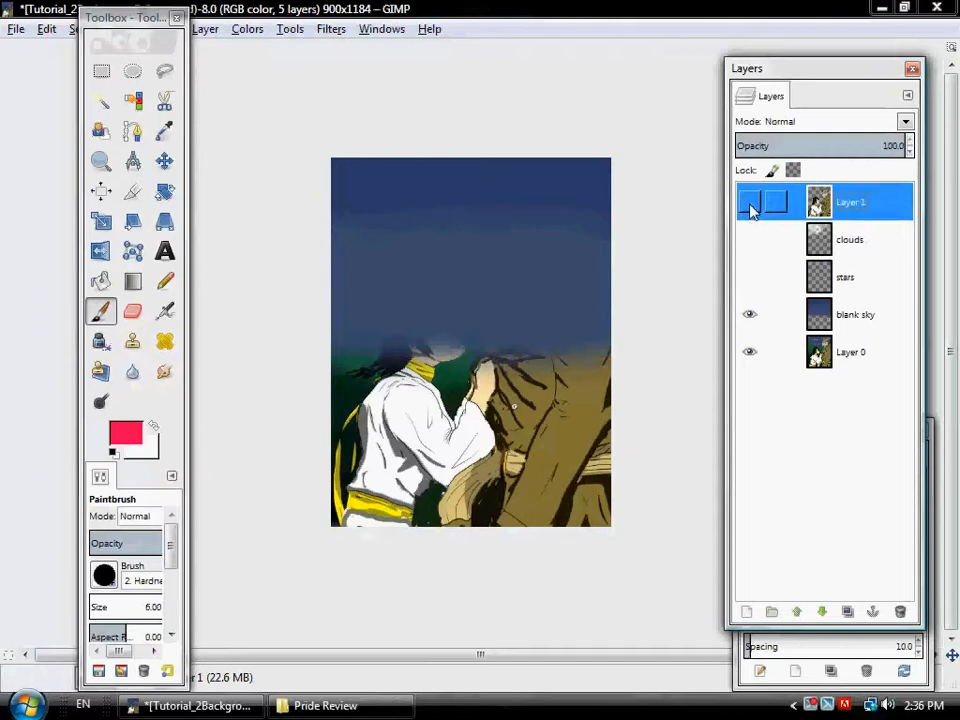 *[Tutorial_2B
)-8.0 (RGB color, 5 layers) 900x1184 – GIMP
Toolbox - Tool...
File Edit Layer Colors Tools Filters Windows Help
Layers
Layers
Mode: Normal
Opacity 100.0
Lock:
Layer 1
clouds
stars
blank sky
Layer 0
Paintbrush
Mode: Normal
Opacity
Brush
2. Hardne
Size 6.00
Aspect R... 0.00
Spacing 10.0
1 (22.6 MB)
EN *[Tutorial_2Backgro... Pride Review 2:36 PM